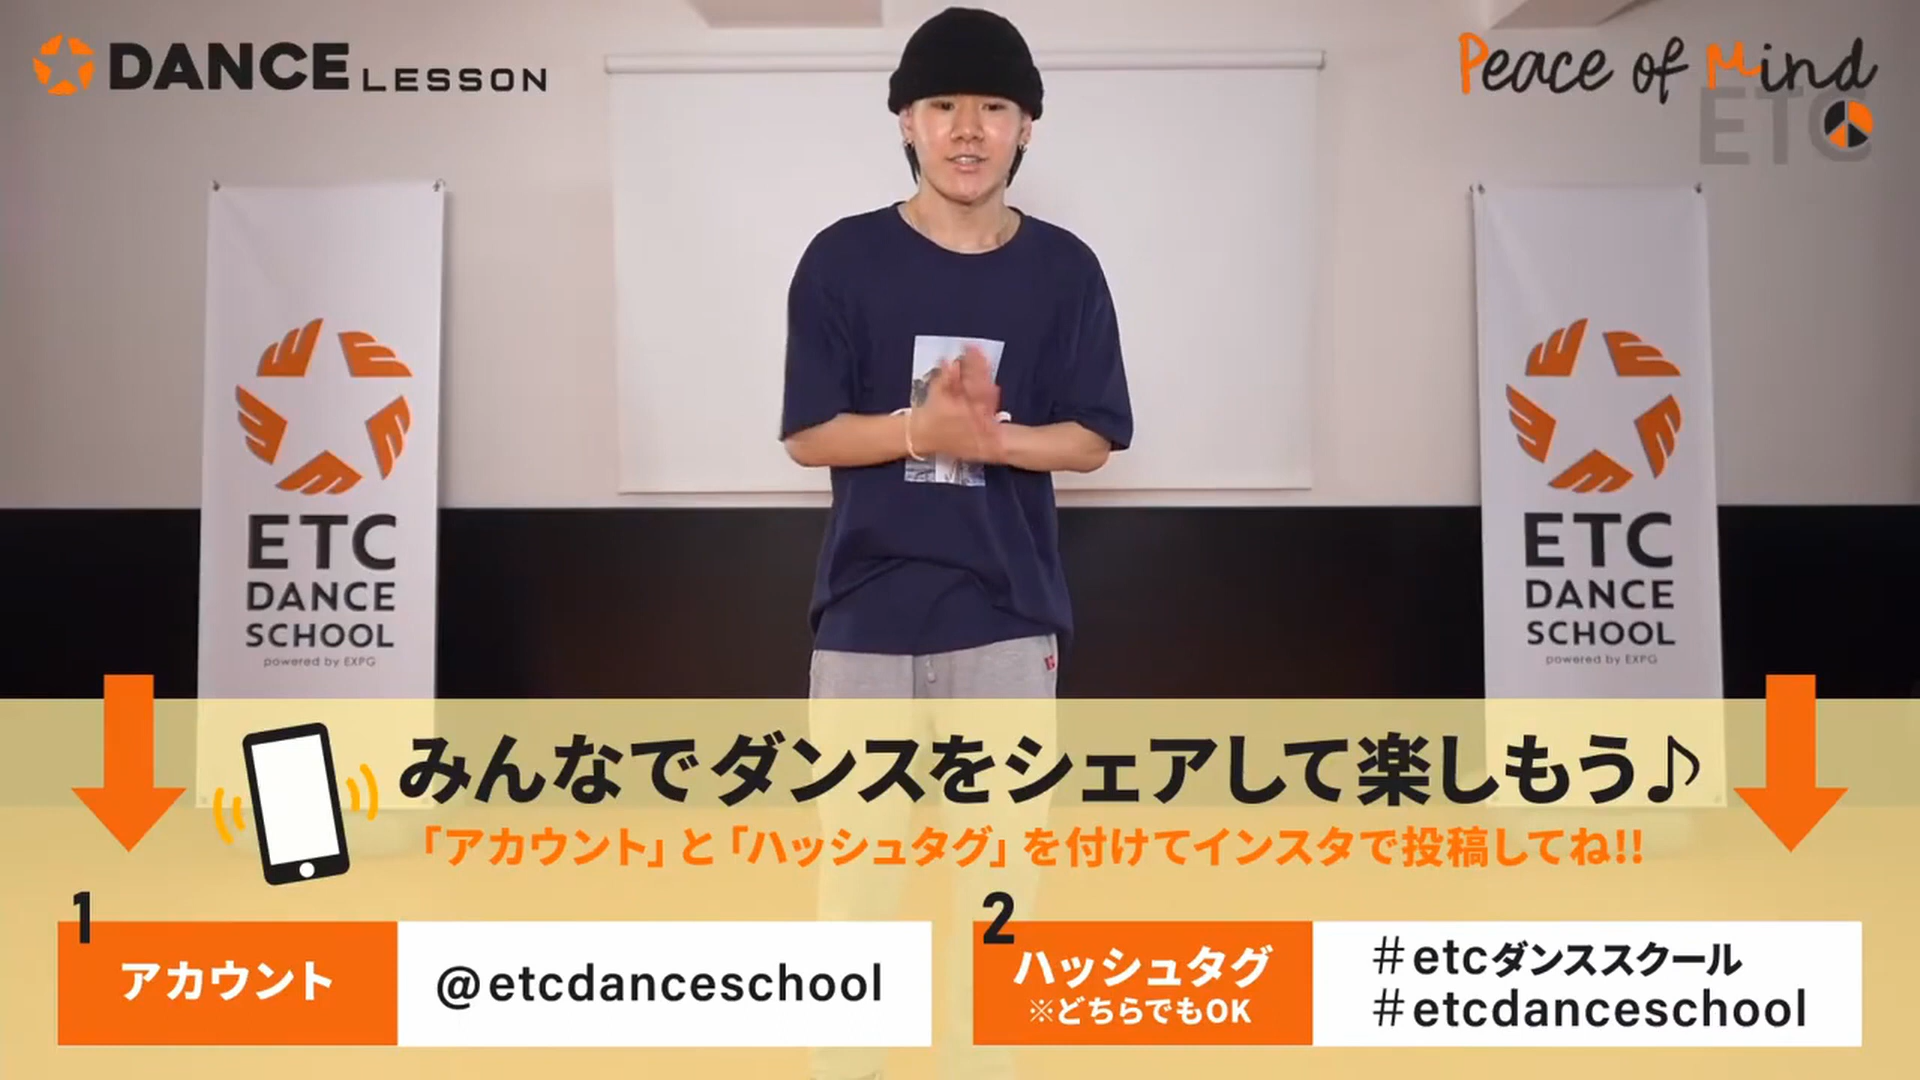 DANCE LESSON
Peace of Mind
ETC
ETC
DANCE
SCHOOL
powered by EXPG
ETC
DANCE
SCHOOL
powered by EXPG
みんなでダンスをシェアして楽しもう♪
「アカウント」と「ハッシュタグ」を付けてインスタで投稿してね!!
1
アカウント
@etcdanceschool
2
ハッシュタグ
※どちらでもOK
#etcダンススクール
#etcdanceschool